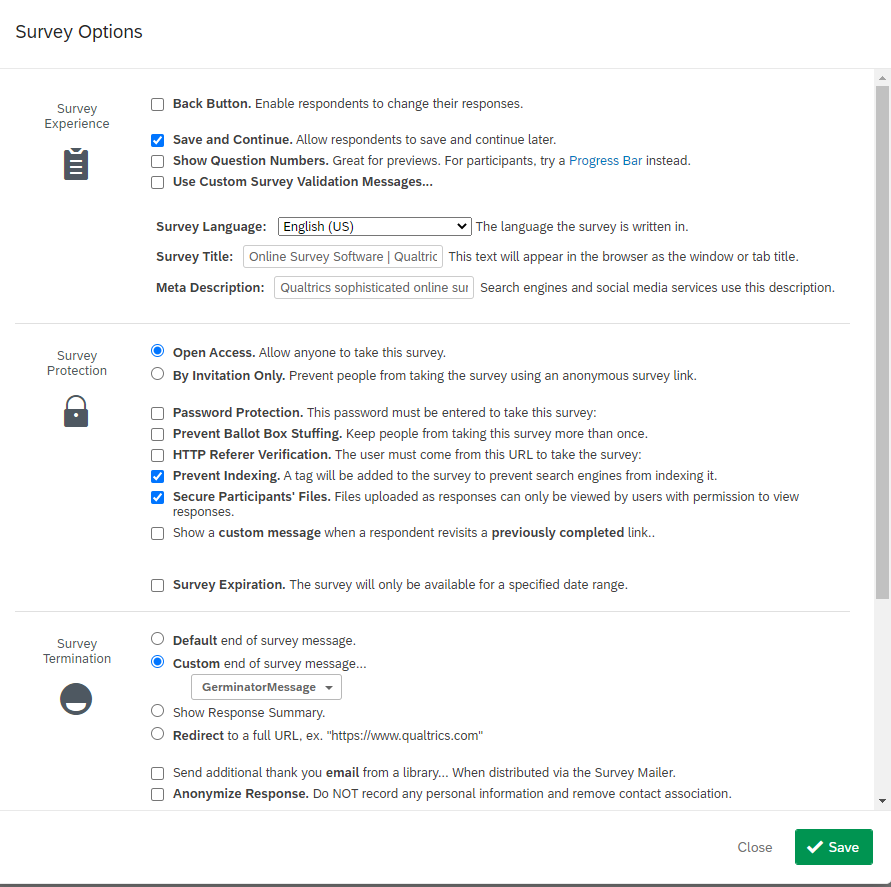 Survey Options
Survey
Experience
Back Button. Enable respondents to change their responses.
Save and Continue. Allow respondents to save and continue later.
Show Question Numbers. Great for previews. For participants, try a Progress Bar instead.
Use Custom Survey Validation Messages...
Survey Language: English (US) The language the survey is written in.
Survey Title: Online Survey Software | Qualtric This text will appear in the browser as the window or tab title.
Meta Description: Qualtrics sophisticated online sur Search engines and social media services use this description.
Survey
Protection
Open Access. Allow anyone to take this survey.
By Invitation Only. Prevent people from taking the survey using an anonymous survey link.
Password Protection. This password must be entered to take this survey:
Prevent Ballot Box Stuffing. Keep people from taking this survey more than once.
HTTP Referer Verification. The user must come from this URL to take the survey:
Prevent Indexing. A tag will be added to the survey to prevent search engines from indexing it.
Secure Participants' Files. Files uploaded as responses can only be viewed by users with permission to view
responses.
Show a custom message when a respondent revisits a previously completed link..
Survey Expiration. The survey will only be available for a specified date range.
Survey
Termination
Default end of survey message.
Custom end of survey message...
GerminatorMessage
Show Response Summary.
Redirect to a full URL, ex. "https://www.qualtrics.com"
Send additional thank you email from a library... When distributed via the Survey Mailer.
Anonymize Response. Do NOT record any personal information and remove contact association.
Close Save